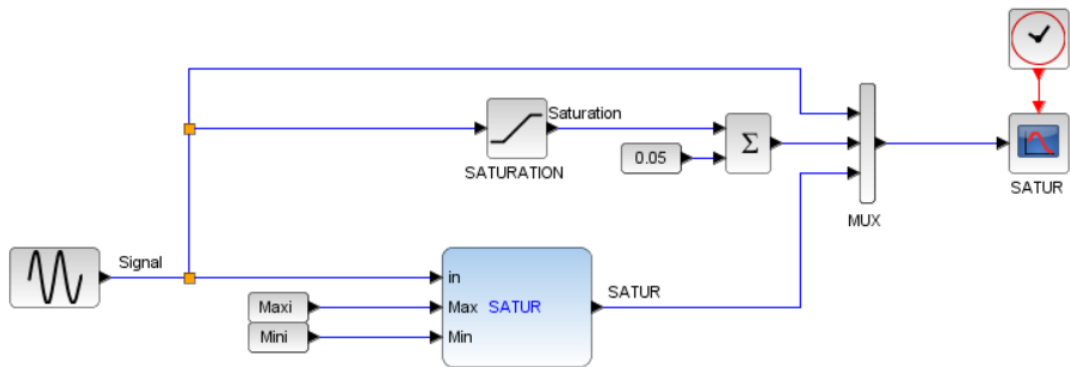 Saturation
0.05
Σ
SATURATION
SATUR
MUX
Signal
in
Maxi
Max
SATUR
SATUR
Mini
Min